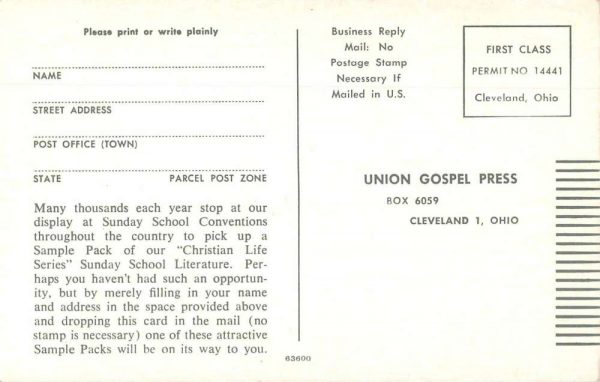 Please print or write plainly
NAME
STREET ADDRESS
POST OFFICE (TOWN)
STATE PARCEL POST ZONE
Many thousands each year stop at our
display at Sunday School Conventions
throughout the country to pick up a
Sample Pack of our "Christian Life
Series" Sunday School Literature. Per-
haps you haven't had such an opportun-
ity, but by merely filling in your name
and address in the space provided above
and dropping this card in the mail (no
stamp is necessary) one of these attractive
Sample Packs will be on its way to you.
63600
Business Reply
Mail: No
Postage Stamp
Necessary If
Mailed in U.S.
FIRST CLASS
PERMIT NO 14441
Cleveland, Ohio
UNION GOSPEL PRESS
BOX 6059
CLEVELAND 1, OHIO